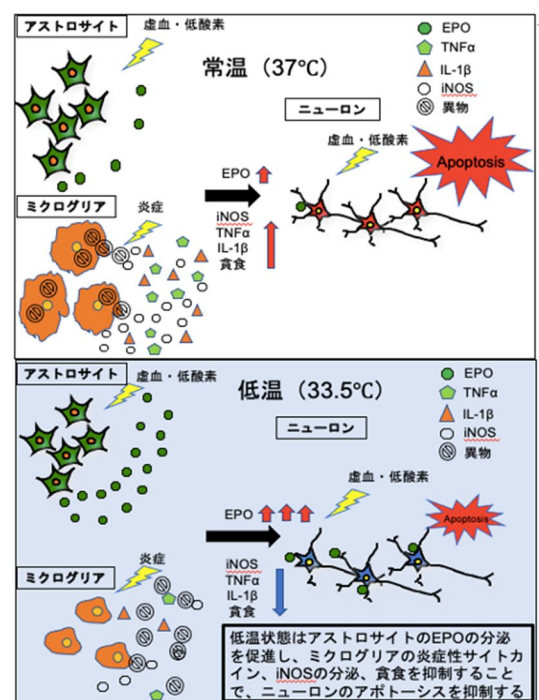 アストロサイト
虚血・低酸素
EPO
TNFα
IL-1β
iNOS
異物
常温（37℃）
ニューロン
虚血・低酸素
Apoptosis
EPO
ミクログリア
炎症
iNOS
TNFα
IL-1β
貪食
アストロサイト
虚血・低酸素
EPO
TNFα
IL-1β
iNOS
異物
低温（33.5℃）
ニューロン
虚血・低酸素
EPO
Apoptosis
炎症
ミクログリア
iNOS
TNFα
IL-1β
貪食
低温状態はアストロサイトのEPOの分泌
を促進し、ミクログリアの炎症性サイトカ
イン、iNOSの分泌、貪食を抑制すること
で、ニューロンのアポトーシスを抑制する